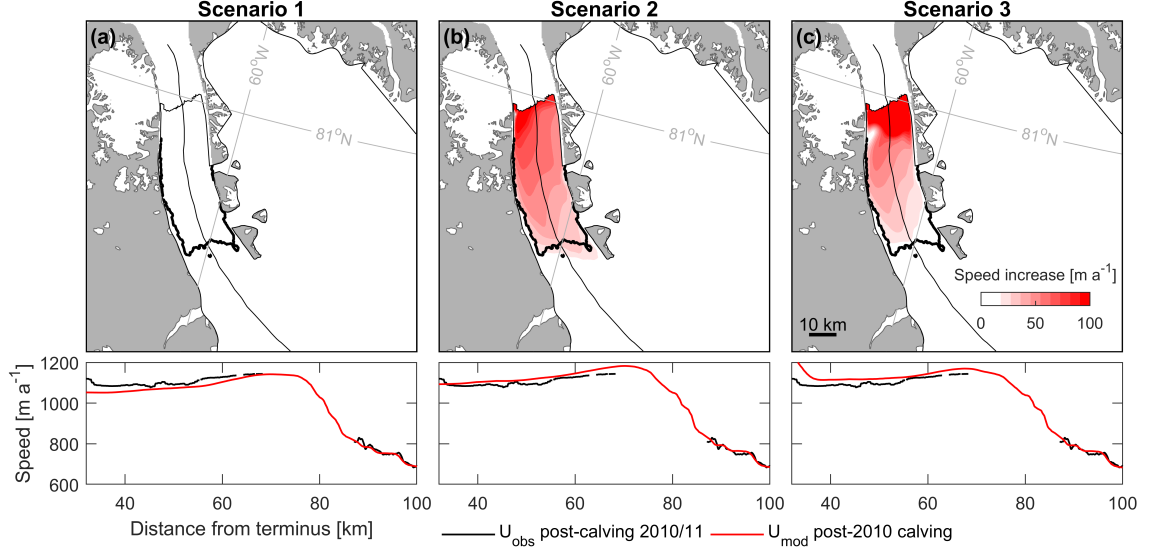 Scenario 1
Scenario 2
Scenario 3
(a)
60°N
81°N
(b)
60°N
81°N
(c)
60°N
81°N
Speed increase [m a⁻¹]
0 50 100
10 km
Speed [m a⁻¹]
1200
1000
800
600
40 60 80 100
40 60 80 100
40 60 80 100
Distance from terminus [km]
U_obs post-calving 2010/11
U_mod post-2010 calving